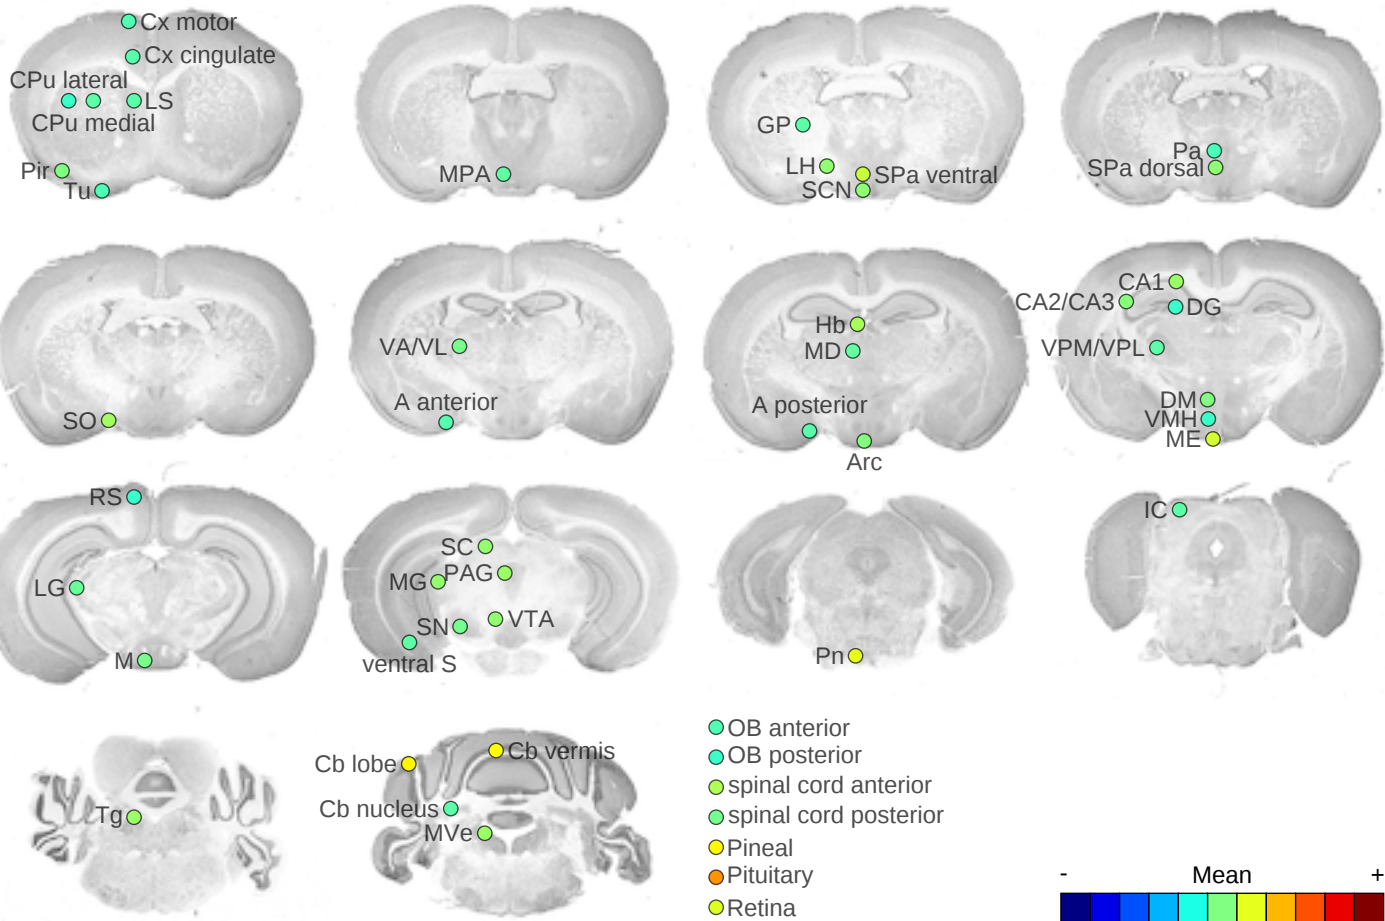 Cx motor
Cx cingulate
CPu lateral
LS
CPu medial
Pir
Tu
MPA
GP
LH
SPa ventral
SCN
Pa
SPa dorsal
SO
VA/VL
A anterior
Hb
MD
A posterior
Arc
CA1
CA2/CA3
DG
VPM/VPL
DM
VMH
ME
RS
LG
M
SC
MG
PAG
SN
VTA
ventral S
Pn
IC
Tg
Cb lobe
Cb vermis
Cb nucleus
MVe
OB anterior
OB posterior
spinal cord anterior
spinal cord posterior
Pineal
Pituitary
Retina
- Mean +